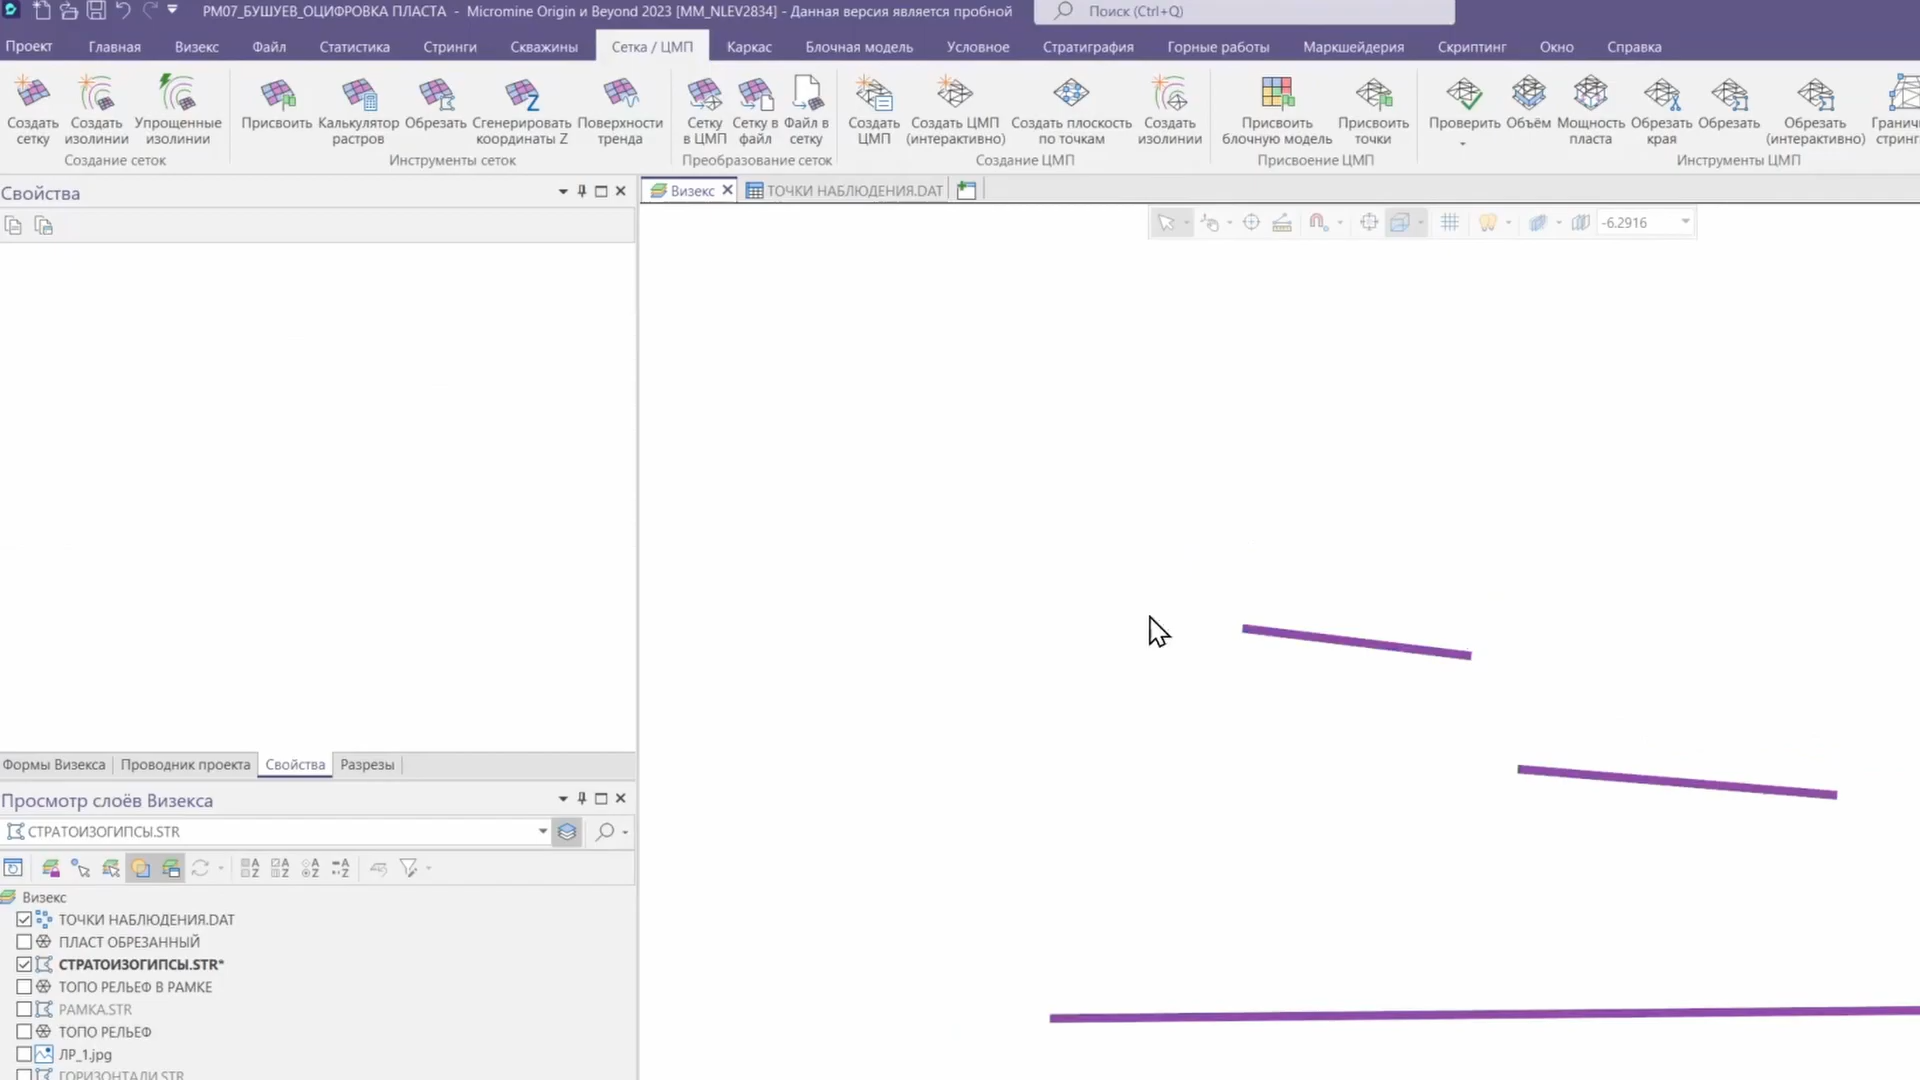 РМ07_БУШУЕВ_ОЦИФРОВКА ПЛАСТА - Micromine Origin и Beyond 2023 [MM_NLEV2834] - Данная версия является пробной
Поиск (Ctrl+Q)
Проект Главная Визекс Файл Статистика Стринги Скважины Сетка / ЦМП Каркас Блочная модель Условное Стратиграфия Горные работы Маркшейдерия Скриптинг Окно Справка
Создать сетку
Создать изолинии
Упрощенные изолинии
Присвоить
Калькулятор растров
Обрезать
Сгенерировать координаты Z
Поверхности тренда
Сетку в ЦМП
Сетку в файл
Файл в сетку
Создать ЦМП
Создать ЦМП (интерактивно)
Создать плоскость по точкам
Создать изолинии
Присвоить блочную модель
Присвоить точки
Проверить
Объём
Мощность пласта
Обрезать края
Обрезать
Обрезать (интерактивно)
Создание сеток
Инструменты сеток
Преобразование сеток
Создание ЦМП
Присвоение ЦМП
Инструменты ЦМП
Свойства
Визекс
ТОЧКИ НАБЛЮДЕНИЯ.DAT
-6.2916
Формы Визекса
Проводник проекта
Свойства
Разрезы
Просмотр слоёв Визекса
СТРАТОИЗОГИПСЫ.STR
Визекс
ТОЧКИ НАБЛЮДЕНИЯ.DAT
ПЛАСТ ОБРЕЗАННЫЙ
СТРАТОИЗОГИПСЫ.STR*
ТОПО РЕЛЬЕФ В РАМКЕ
РАМКА.STR
ТОПО РЕЛЬЕФ
ЛР_1.jpg
ГОРИЗОНТАЛИ.STR